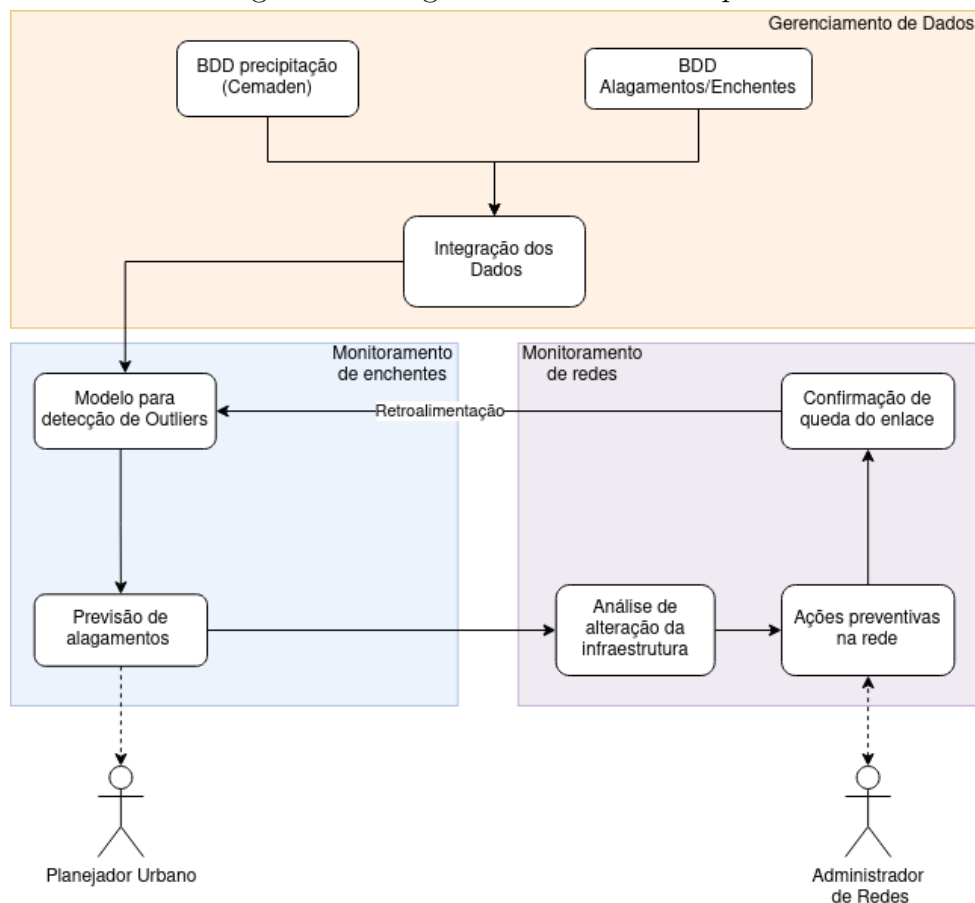 Gerenciamento de Dados
BDD precipitação
(Cemaden)
BDD
Alagamentos/Enchentes
Integração dos
Dados
Monitoramento
de enchentes
Monitoramento
de redes
Modelo para
detecção de Outliers
Retroalimentação
Confirmação de
queda do enlace
Previsão de
alagamentos
Análise de
alteração da
infraestrutura
Ações preventivas
na rede
Planejador Urbano
Administrador
de Redes